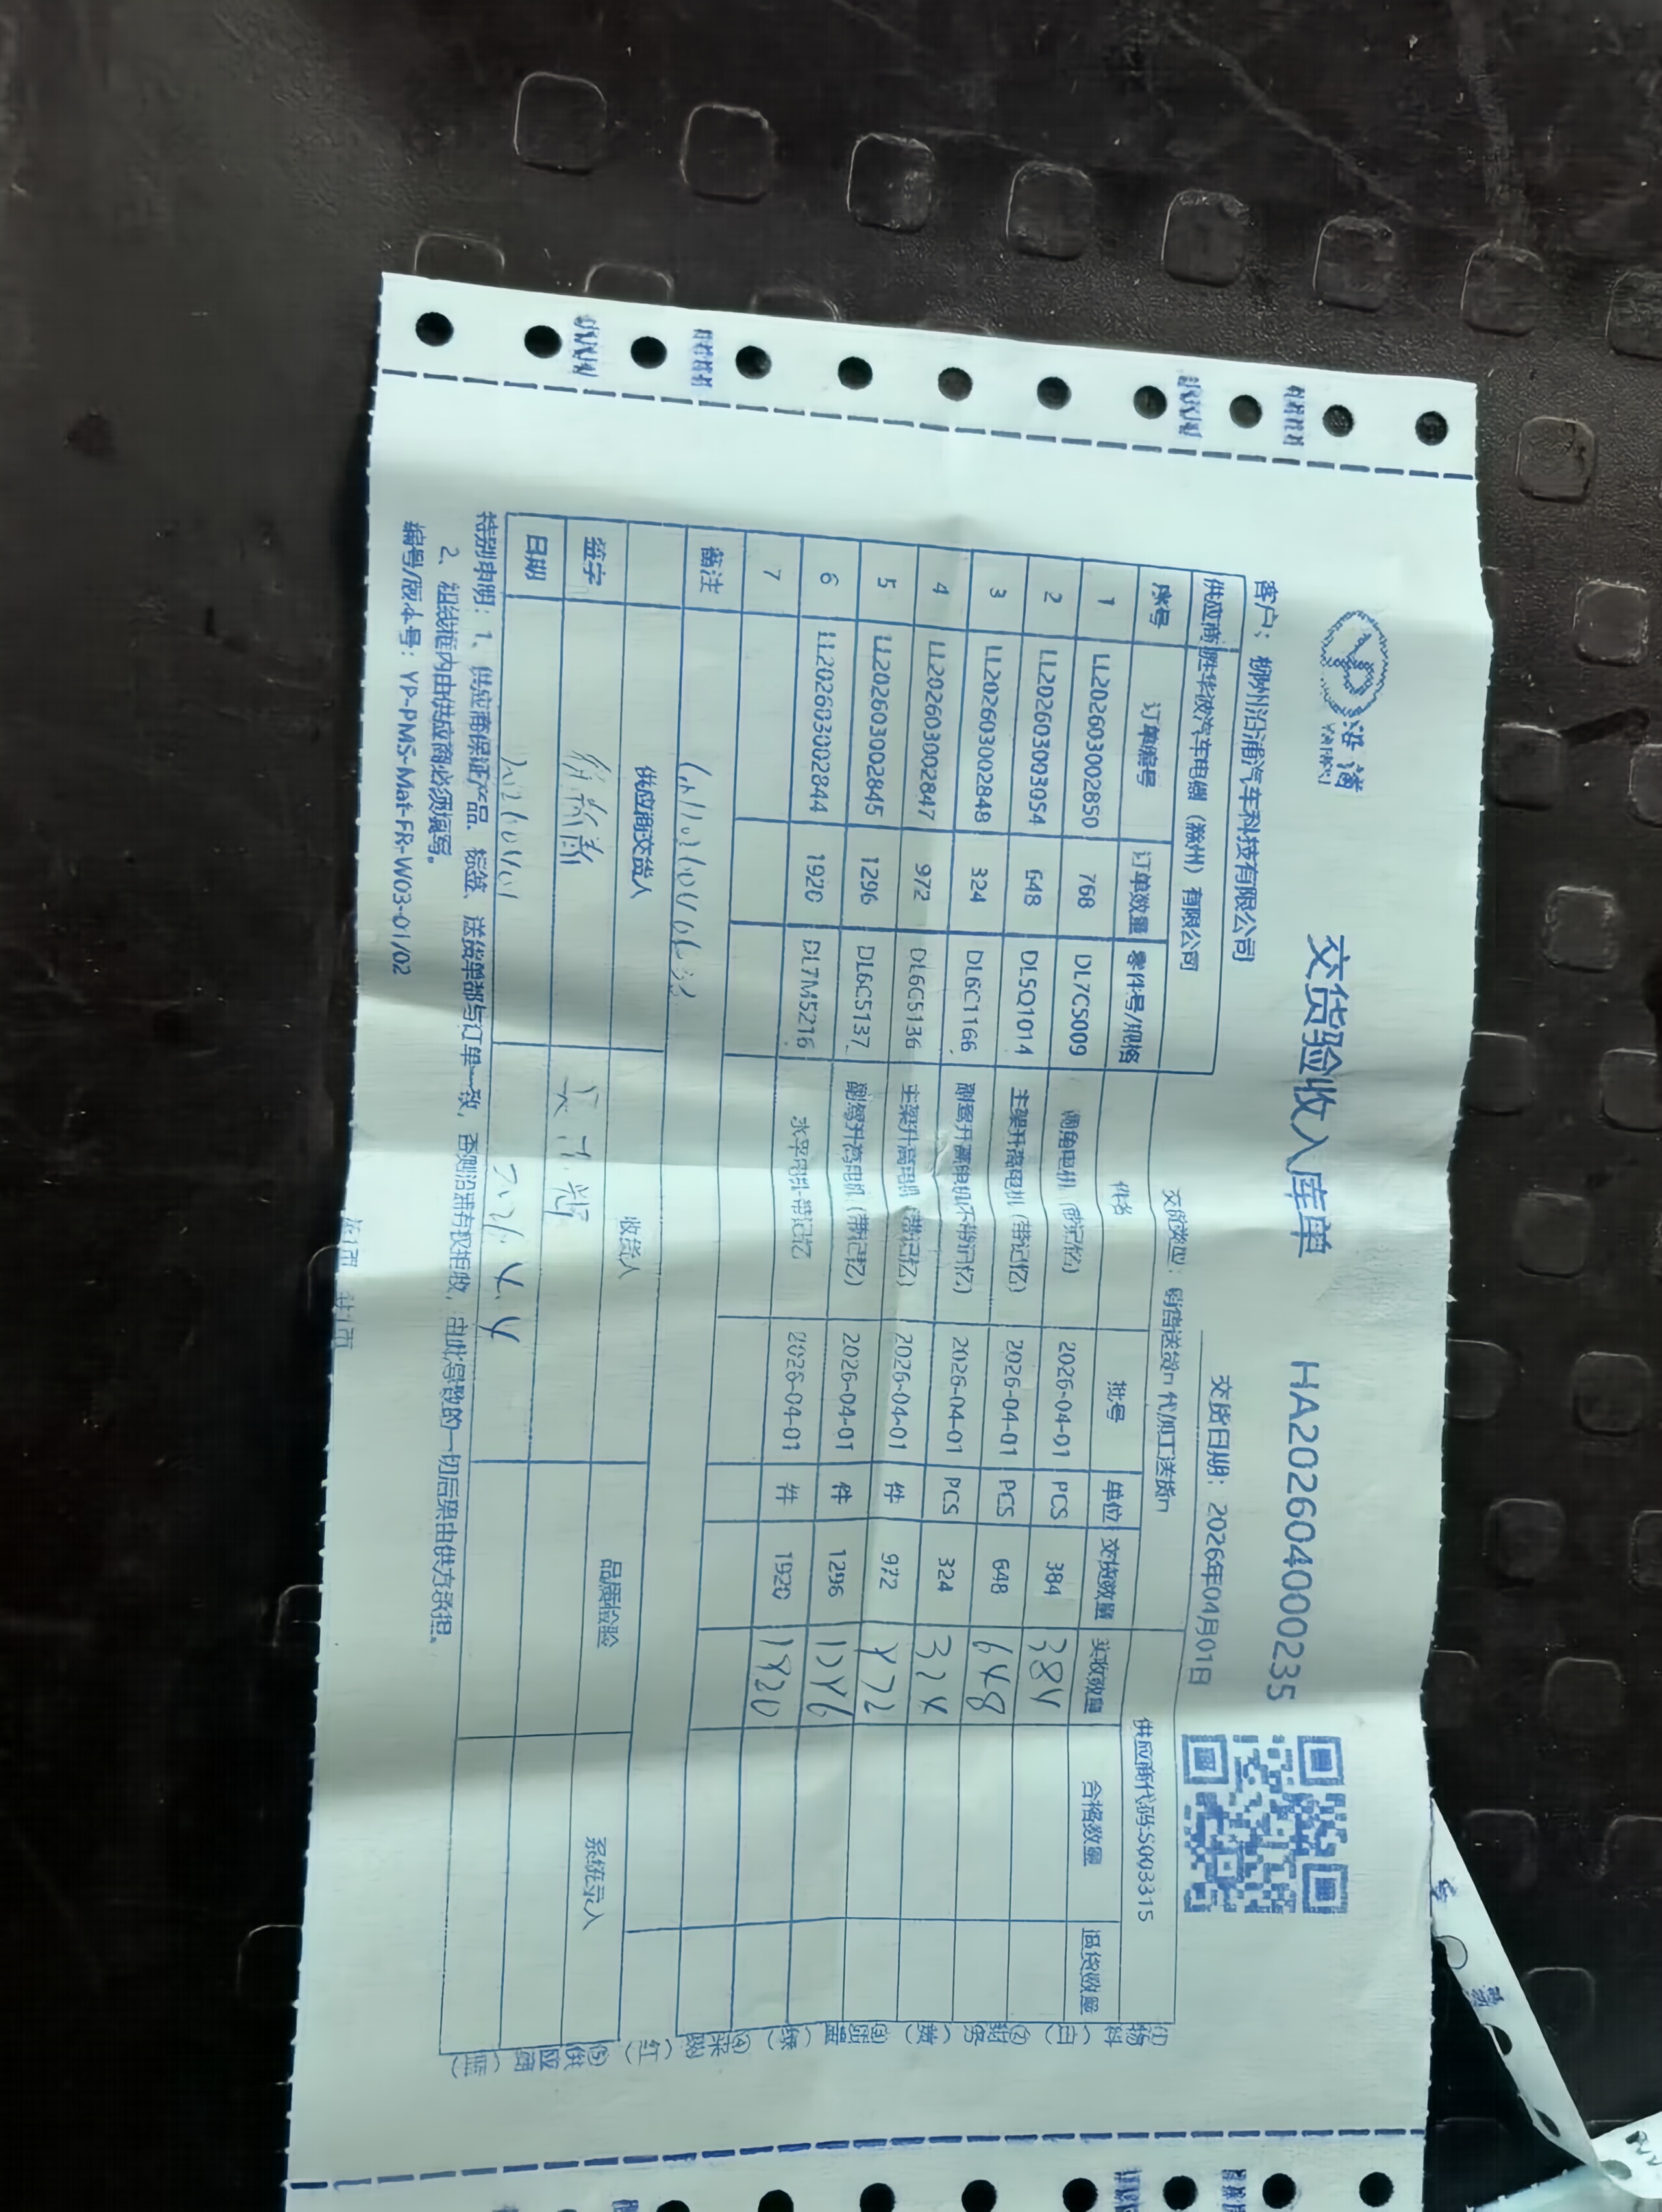 沿浦
YANPU
交货验收入库单
HA20260400000235
客户：柳州沿浦汽车科技有限公司
交货日期：2026年04月01日
供应商 胜华波汽车电器（滁州）有限公司 交货类型：销售送货 代加工送货 供应商代码:S003315
序号 订单编号 订单数量 零件号/规格 件名 批号 单位 交货数量 实收数量 合格数量 退货数量
1 LL202603002850 768 DL7C5009 调角电机（带记忆） 2026-04-01 PCS 384 384
2 LL202603003054 648 DL5Q1014 主驾升高电机（带记忆） 2026-04-01 PCS 648 648
3 LL202603002848 324 DL6C1166 副驾升高电机不带记忆） 2026-04-01 PCS 324 324
4 LL202603002847 972 DL6C5136 主驾升高电机（带记忆） 2026-04-01 件 972 972
5 LL202603002845 1296 DL6C5137 副驾升高电机（带记忆） 2026-04-01 件 1296 1296
6 LL202603002844 1920 DL7M5216 水平电机-带记忆 2026-04-01 件 1920 1920
7
备注
供应商交货人 收货人 品质检验 系统录入
签字
日期 2026.4.4
特别申明：1、供应商保证产品、标签、送货单都与订单一致，否则沿浦有权拒收，由此导致的一切后果由供方承担。
2、粗线框内由供应商必须填写。
编号/版本号：YP-PMS-Mat-FR-W03-01/02
①物料（白）②财务（黄）③品质（绿）④采购（红）⑤供应商（蓝）